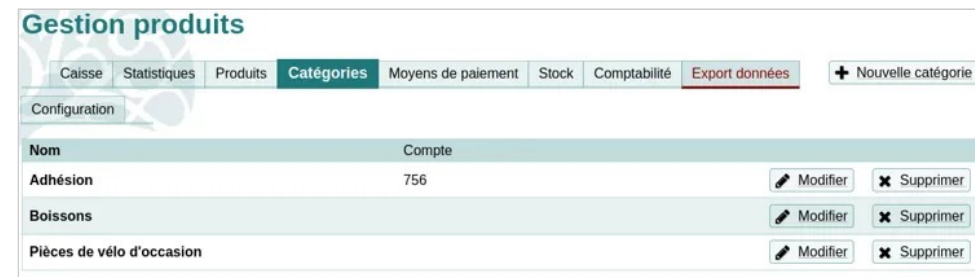 Gestion produits
Caisse Statistiques Produits Catégories Moyens de paiement Stock Comptabilité Export données Nouvelle catégorie
Configuration
Nom Compte
Adhésion 756 Modifier Supprimer
Boissons Modifier Supprimer
Pièces de vélo d'occasion Modifier Supprimer